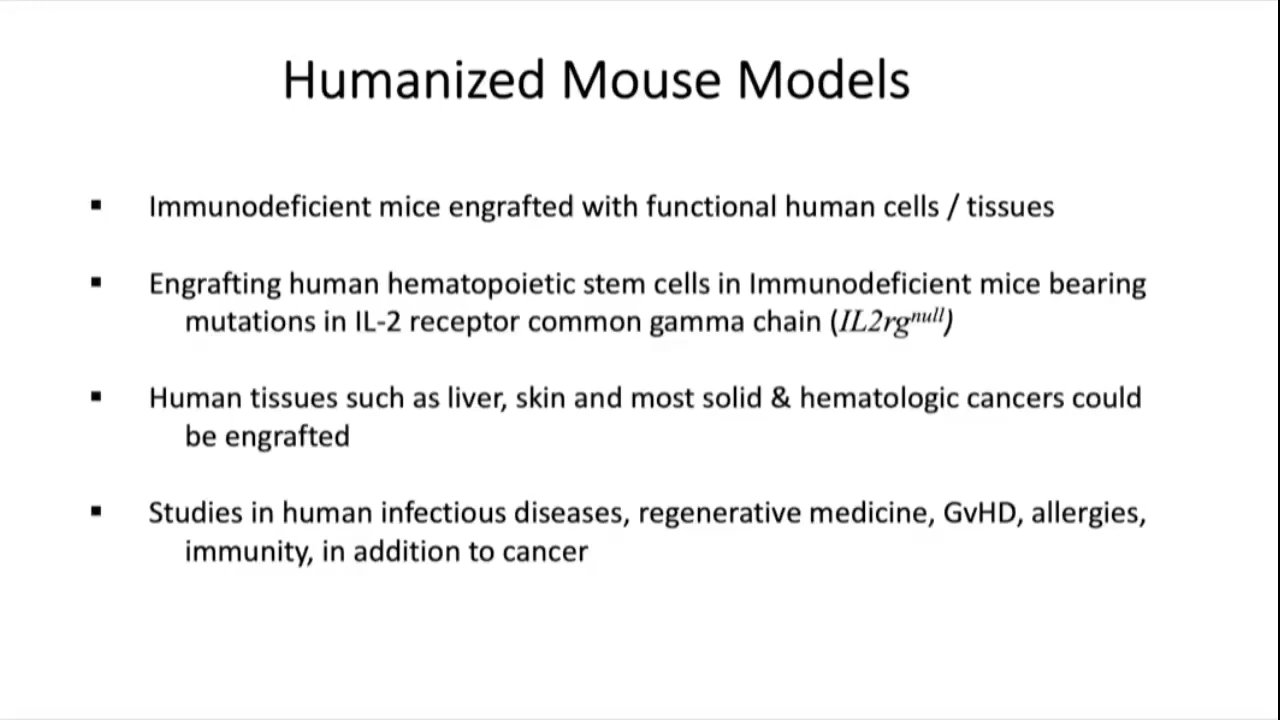 Humanized Mouse Models
▪ Immunodeficient mice engrafted with functional human cells / tissues
▪ Engrafting human hematopoietic stem cells in Immunodeficient mice bearing
mutations in IL-2 receptor common gamma chain (IL2rg^null)
▪ Human tissues such as liver, skin and most solid & hematologic cancers could
be engrafted
▪ Studies in human infectious diseases, regenerative medicine, GvHD, allergies,
immunity, in addition to cancer